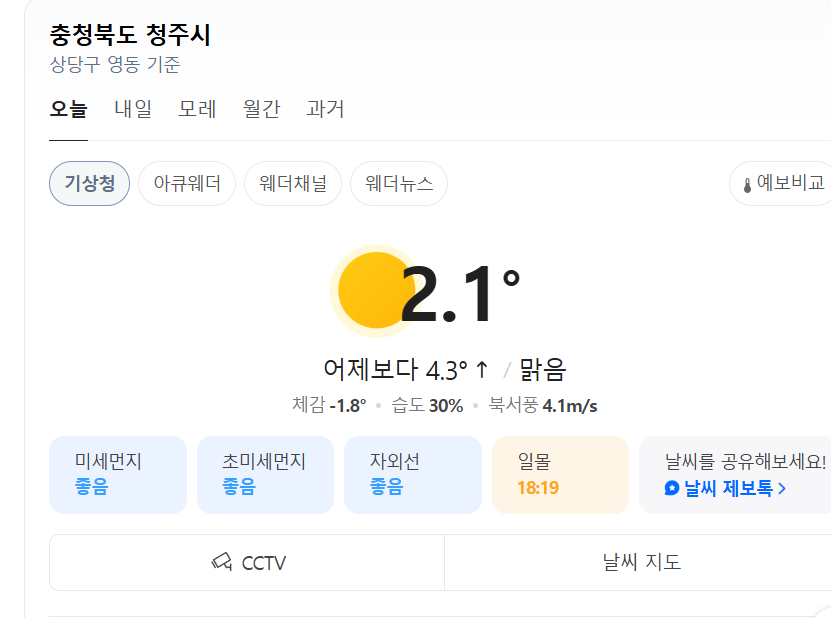 충청북도 청주시
상당구 영동 기준
오늘 내일 모레 월간 과거
기상청 아큐웨더 웨더채널 웨더뉴스 예보비교
2.1°
어제보다 4.3° ↑ / 맑음
체감 -1.8° • 습도 30% • 북서풍 4.1m/s
미세먼지 초미세먼지 자외선 일몰 날씨를 공유해보세요!
좋음 좋음 좋음 18:19 날씨 제보톡 >
CCTV 날씨 지도